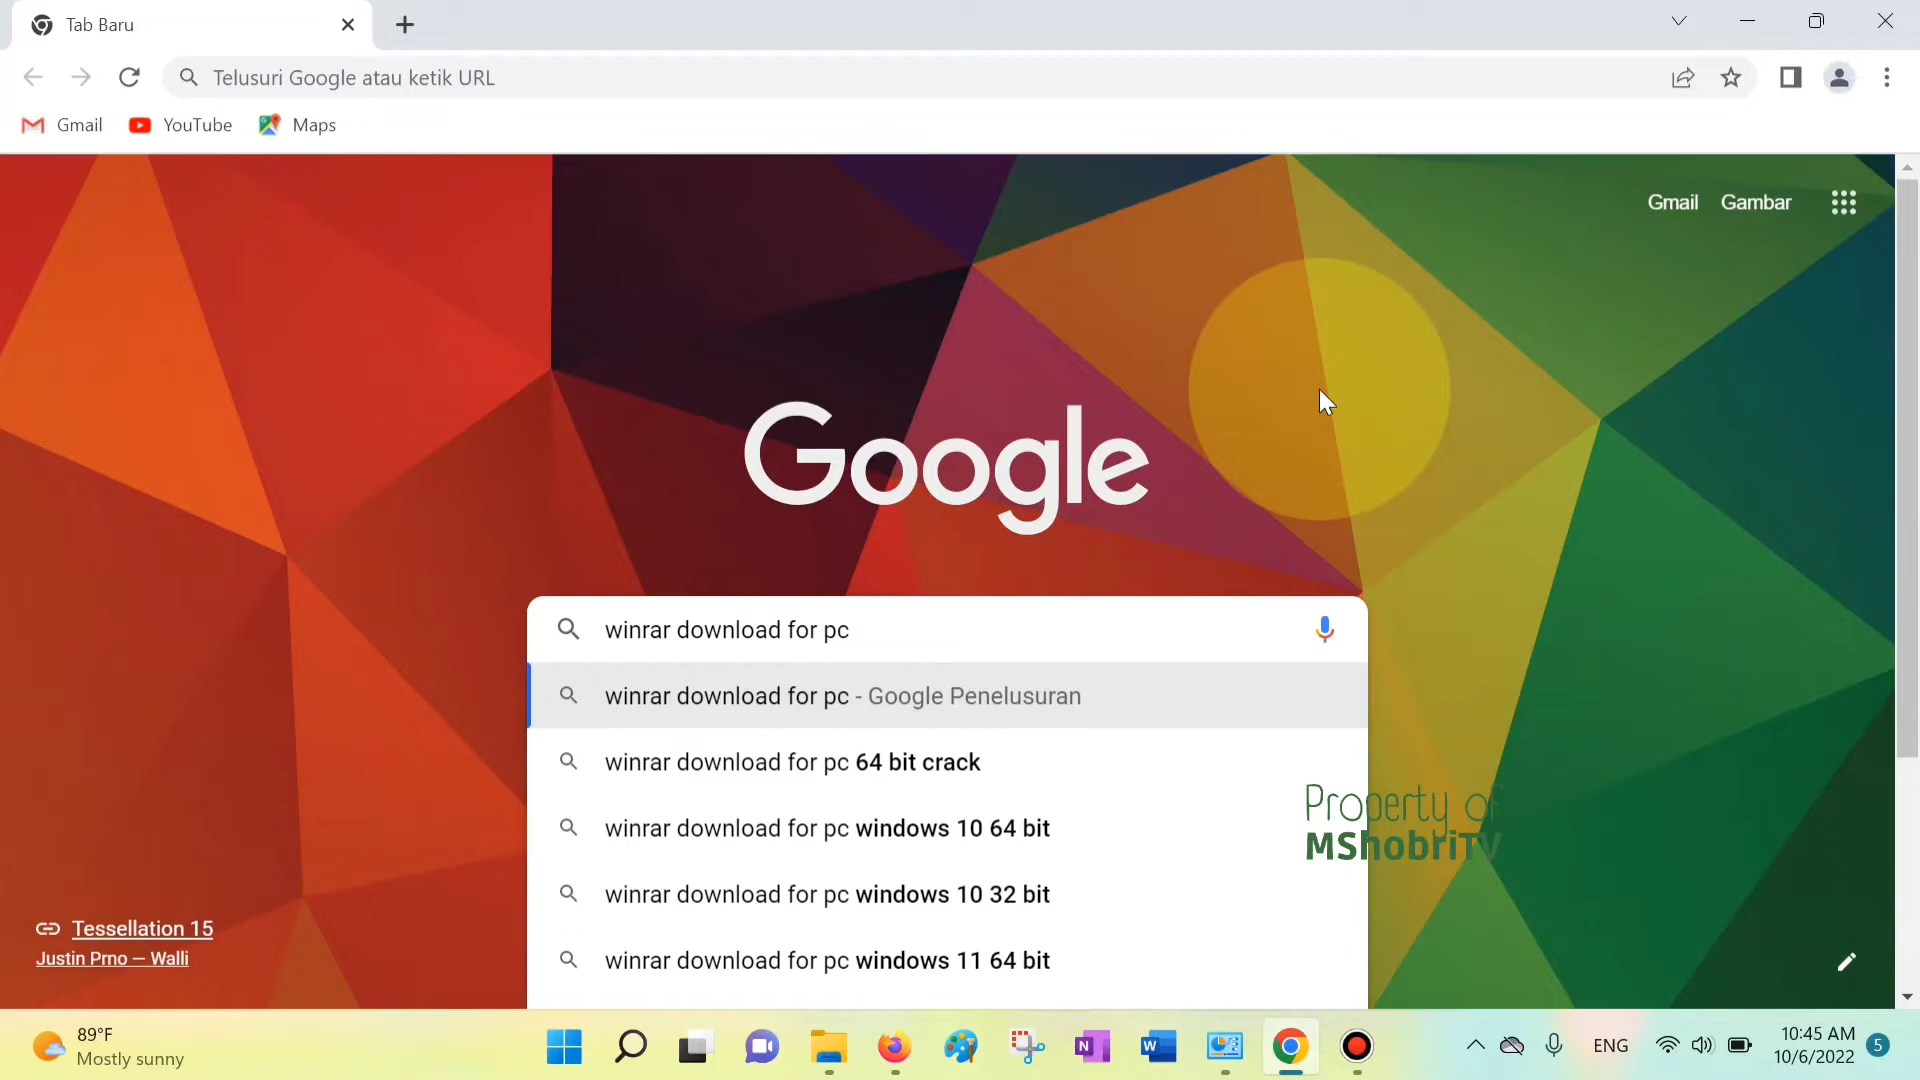 Tab Baru
Telusuri Google atau ketik URL
Gmail YouTube Maps
Gmail Gambar
Google
winrar download for pc
winrar download for pc - Google Penelusuran
winrar download for pc 64 bit crack
winrar download for pc windows 10 64 bit
winrar download for pc windows 10 32 bit
winrar download for pc windows 11 64 bit
Property of
MShobriTV
Tessellation 15
Justin Prno — Walli
89°F
Mostly sunny
N
W
ENG
10:45 AM
10/6/2022
5